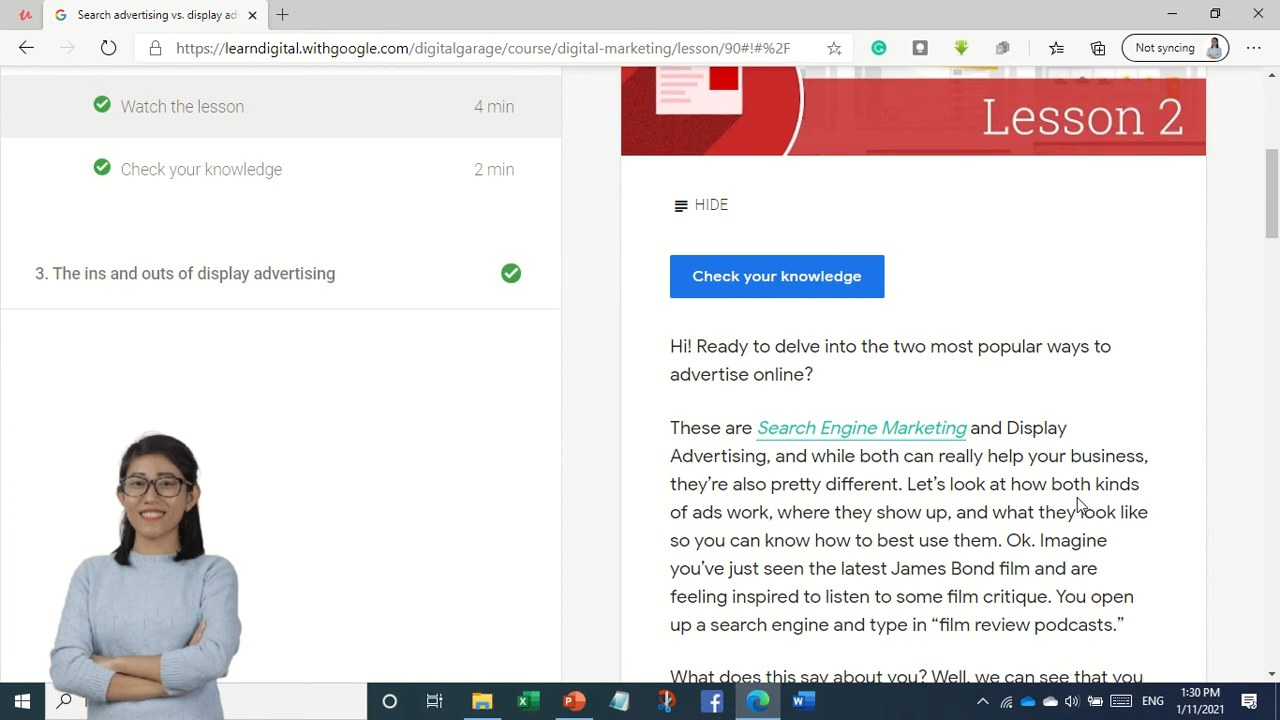 Search advertising vs. display ad
https://learndigital.withgoogle.com/digitalgarage/course/digital-marketing/lesson/90#!#%2F
Not syncing
Watch the lesson
4 min
Check your knowledge
2 min
3. The ins and outs of display advertising
Lesson 2
HIDE
Check your knowledge
Hi! Ready to delve into the two most popular ways to
advertise online?
These are Search Engine Marketing and Display
Advertising, and while both can really help your business,
they’re also pretty different. Let’s look at how both kinds
of ads work, where they show up, and what they look like
so you can know how to best use them. Ok. Imagine
you’ve just seen the latest James Bond film and are
feeling inspired to listen to some film critique. You open
up a search engine and type in “film review podcasts.”
What does this say about you? Well, we can see that you
ENG
1:30 PM
1/11/2021